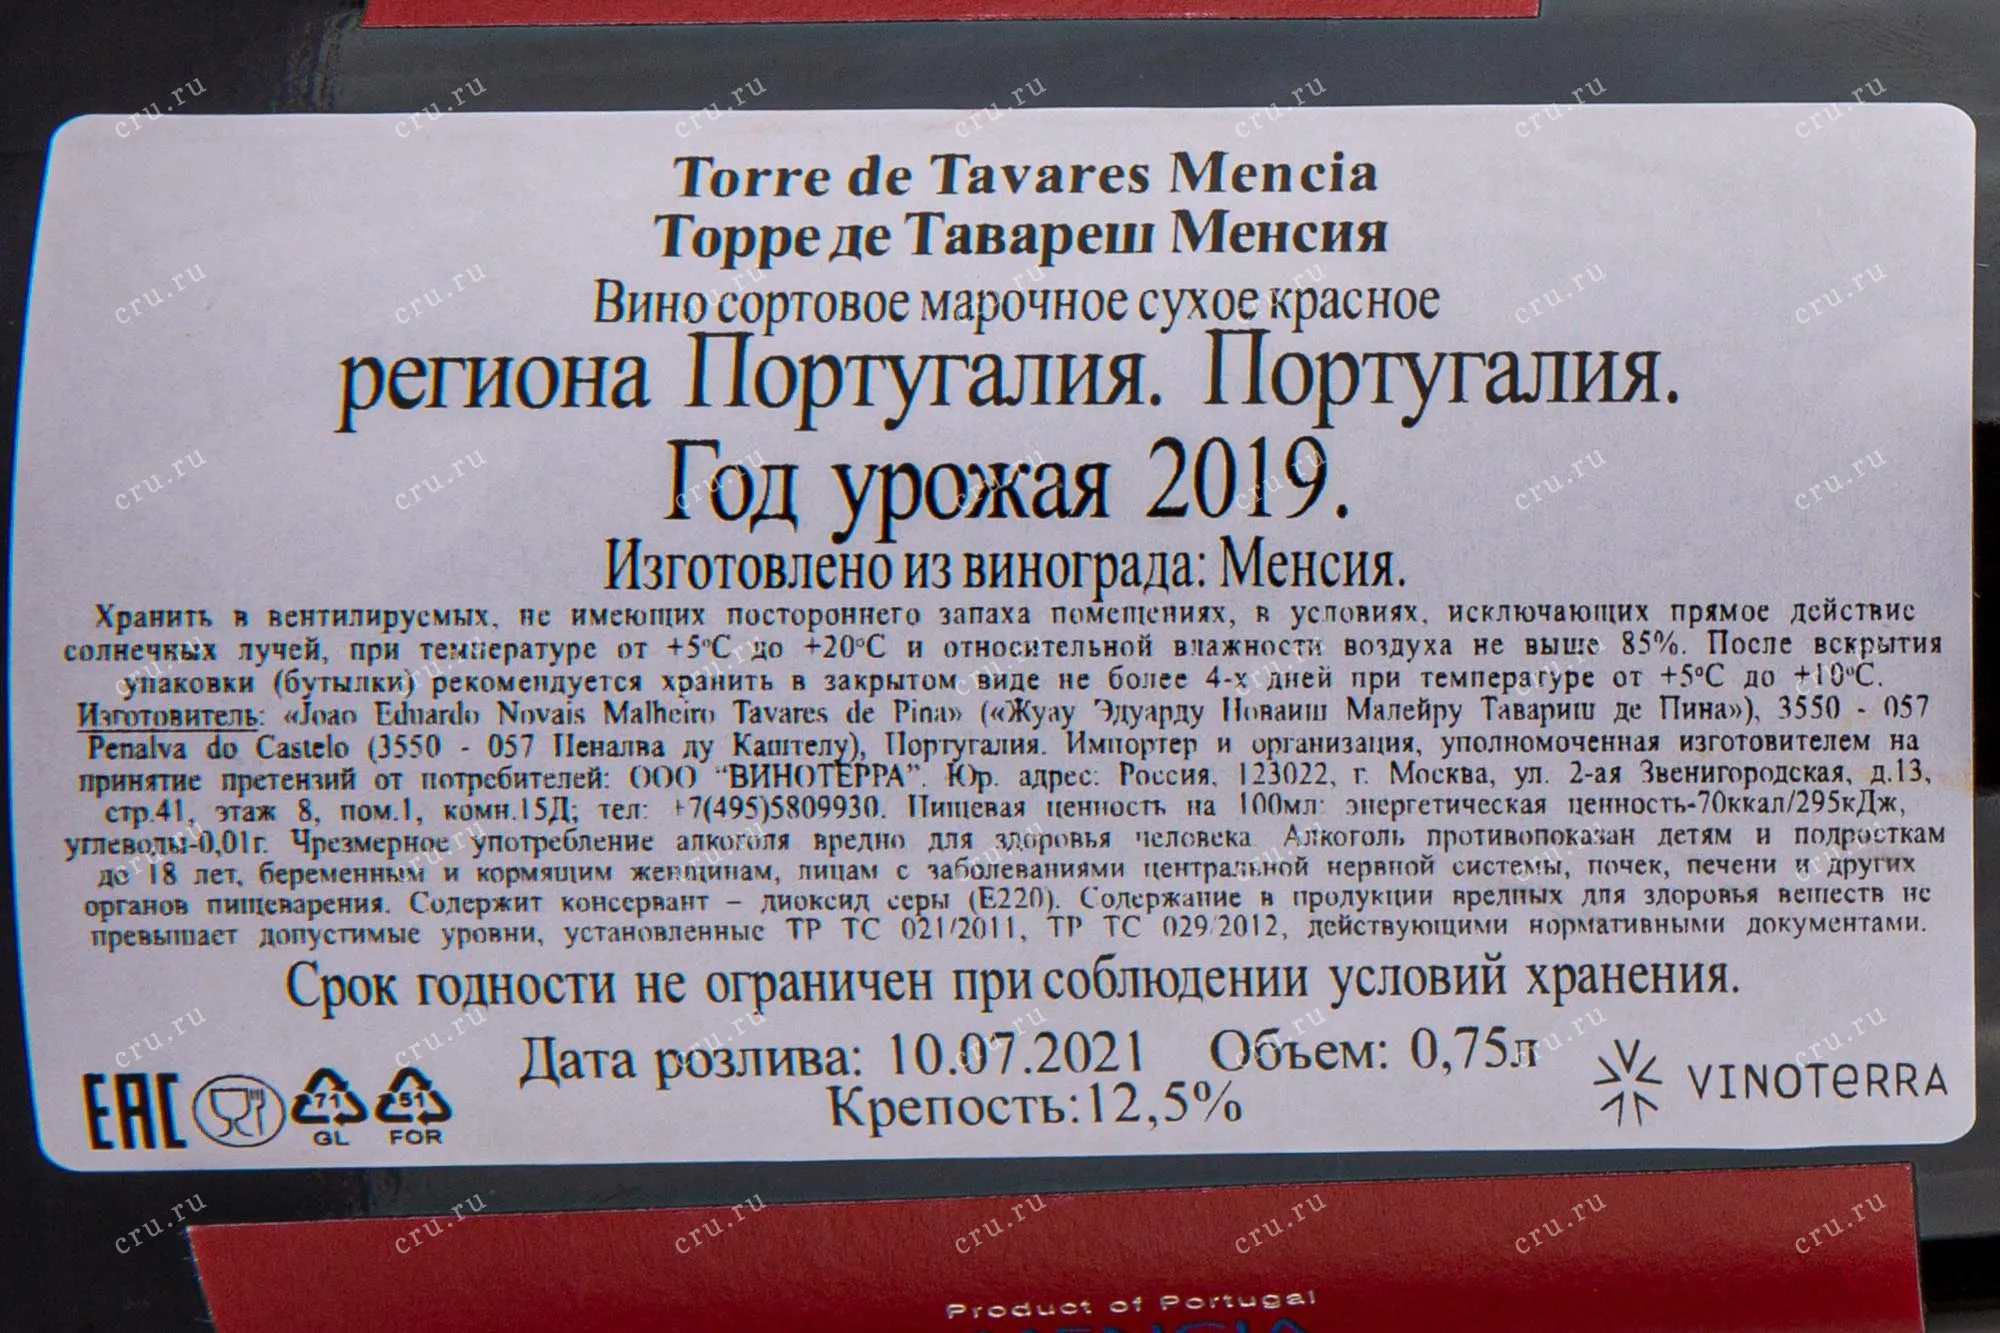 Torre de Tavares Mencia
Торре де Тавареш Менсия
Вино сортовое марочное сухое красное
региона Португалия. Португалия.
Год урожая 2019.
Изготовлено из винограда: Менсия.
Хранить в вентилируемых, не имеющих постороннего запаха помещениях, в условиях, исключающих прямое действие
солнечных лучей, при температуре от +5°C до +20°C и относительной влажности воздуха не выше 85%. После вскрытия
упаковки (бутылки) рекомендуется хранить в закрытом виде не более 4-х дней при температуре от +5°C до +10°C.
Изготовитель: «Joao Eduardo Novais Malheiro Tavares de Pina» («Жуау Эдуарду Новаиш Малейру Тавариш де Пина»), 3550 - 057
Penalva do Castelo (3550 - 057 Пеналва ду Каштелу), Португалия. Импортер и организация, уполномоченная изготовителем на
принятие претензий от потребителей: ООО "ВИНОТЕРРА". Юр. адрес: Россия, 123022, г. Москва, ул. 2-ая Звенигородская, д.13,
стр.41, этаж 8, пом.1, комн.15Д; тел: +7(495)5809930. Пищевая ценность на 100мл: энергетическая ценность-70ккал/295кДж,
углеводы-0,01г. Чрезмерное употребление алкоголя вредно для здоровья человека. Алкоголь противопоказан детям и подросткам
до 18 лет, беременным и кормящим женщинам, лицам с заболеваниями центральной нервной системы, почек, печени и других
органов пищеварения. Содержит консервант – диоксид серы (E220). Содержание в продукции вредных для здоровья веществ не
превышает допустимые уровни, установленные ТР ТС 021/2011, ТР ТС 029/2012, действующими нормативными документами.
Срок годности не ограничен при соблюдении условий хранения.
Дата розлива: 10.07.2021 Объем: 0,75л
Крепость:12,5%
EAC
71
GL
51
FOR
VINOTERRA
Product of Portugal
MENCIA
cru.ru